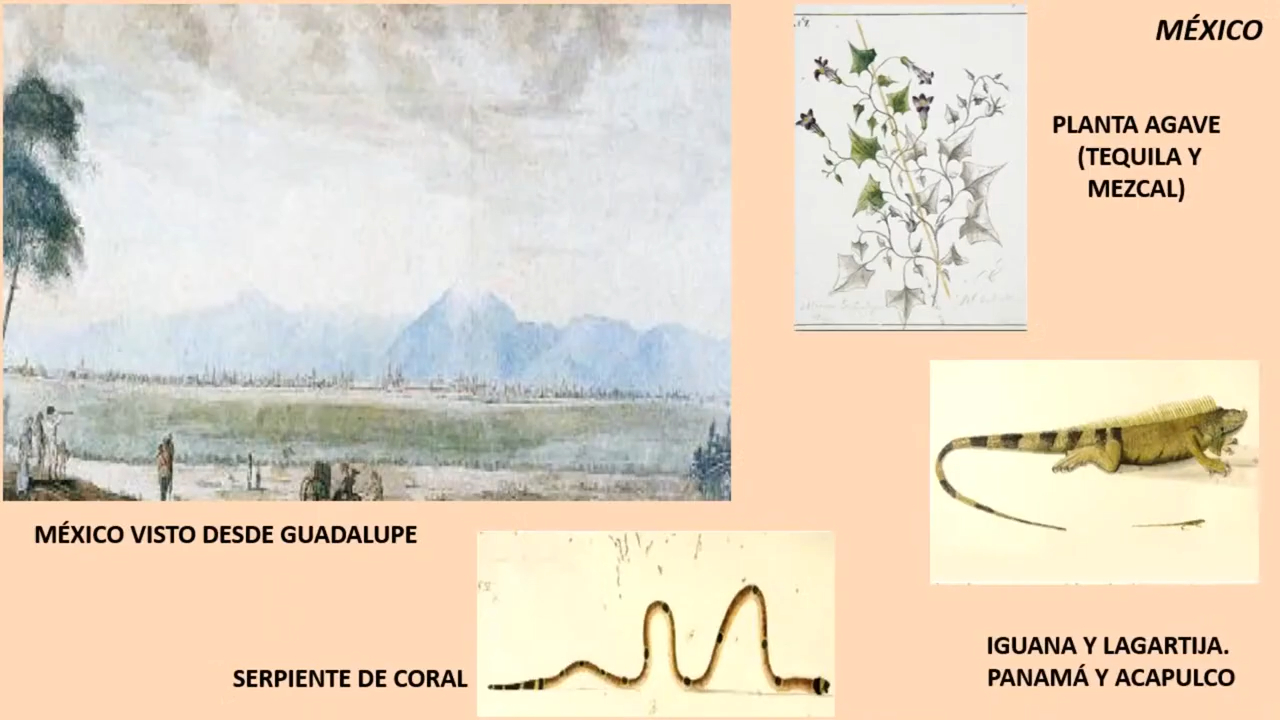 MÉXICO
PLANTA AGAVE
(TEQUILA Y
MEZCAL)
MÉXICO VISTO DESDE GUADALUPE
SERPIENTE DE CORAL
IGUANA Y LAGARTIJA.
PANAMÁ Y ACAPULCO